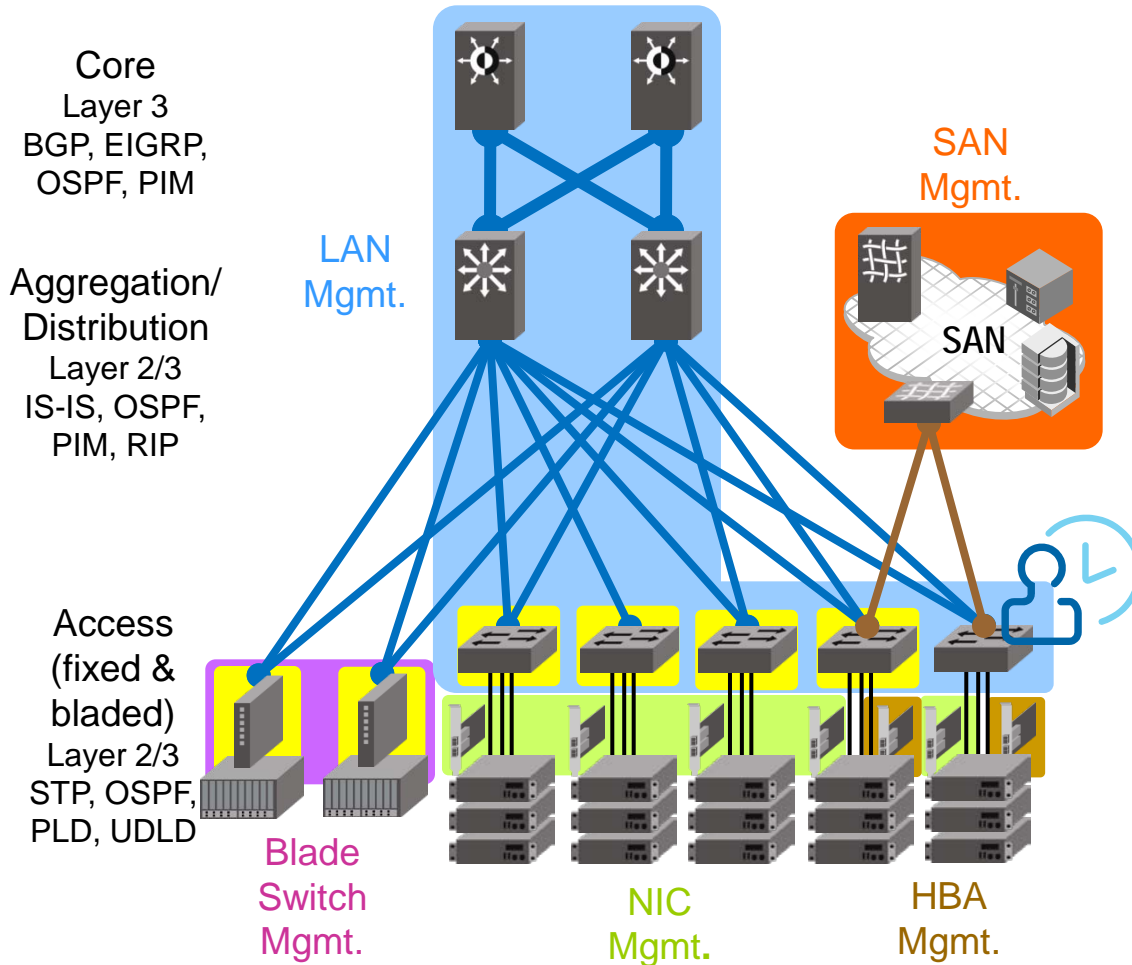 Core
Layer 3
BGP, EIGRP,
OSPF, PIM
SAN
Mgmt.
LAN
Mgmt.
Aggregation/
Distribution
Layer 2/3
IS-IS, OSPF,
PIM, RIP
SAN
Access
(fixed &
bladed)
Layer 2/3
STP, OSPF,
PLD, UDLD
Blade
Switch
Mgmt.
NIC
Mgmt.
HBA
Mgmt.